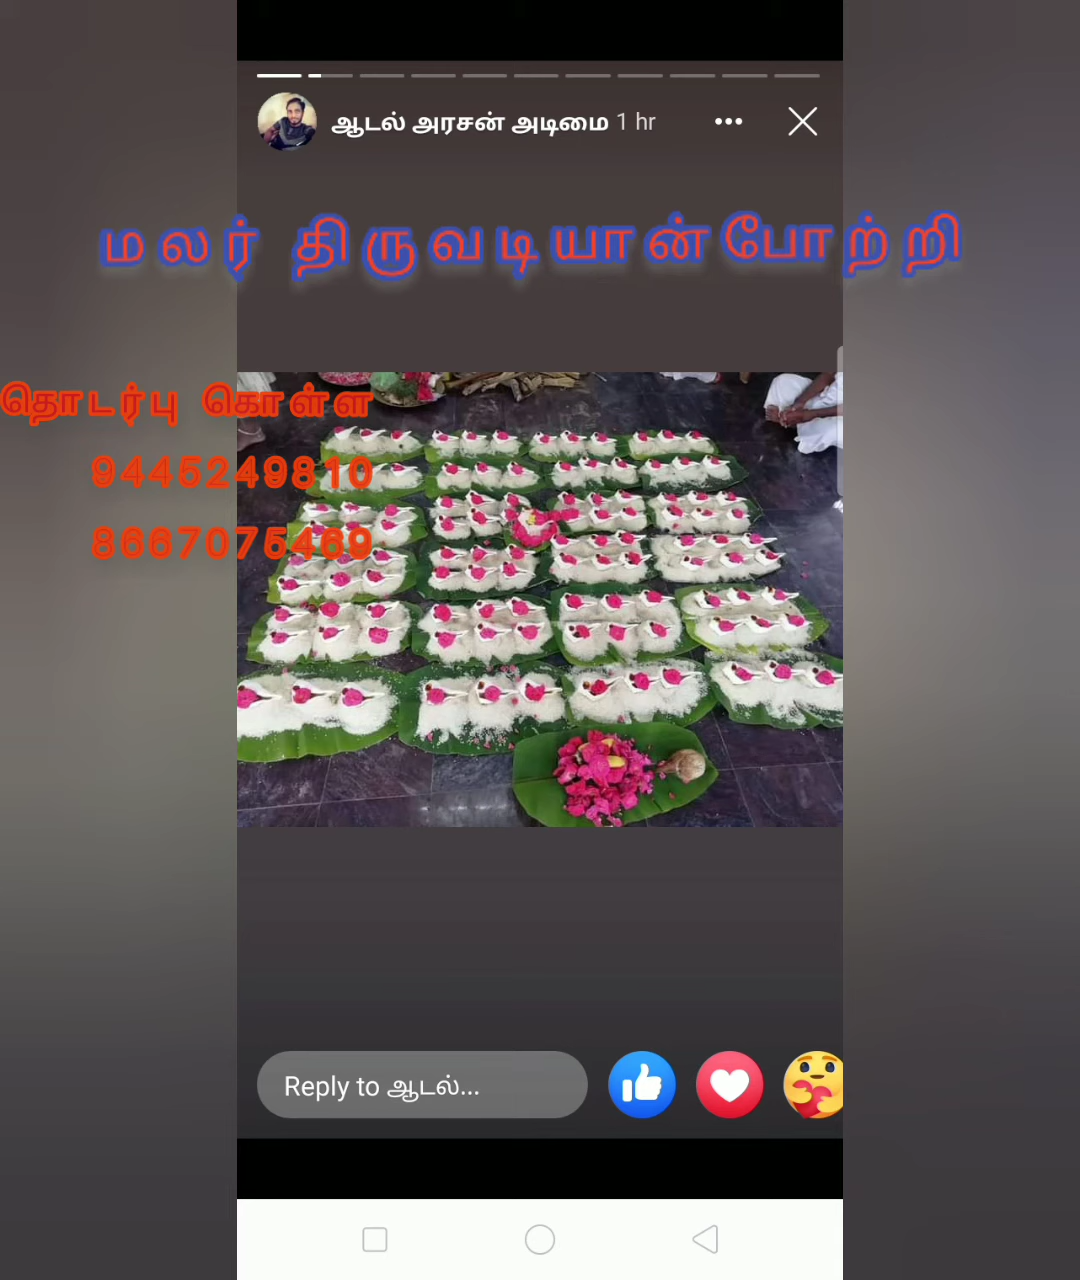 ஆடல் அரசன் அடிமை 1 hr
மலர் திருவடியான்போற்றி
தொடர்பு கொள்ள
9445249810
8667075469
Reply to ஆடல்...